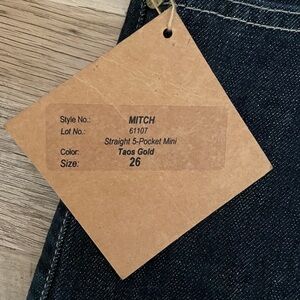 Style No.: MITCH
Lot No.: 61107
Straight 5-Pocket Mini
Color: Taos Gold
Size: 26